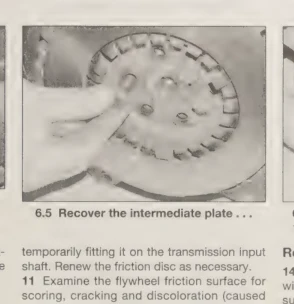 6.5 Recover the intermediate plate . . .
temporarily fitting it on the transmission input
shaft. Renew the friction disc as necessary.
11 Examine the flywheel friction surface for
scoring, cracking and discoloration (caused
14